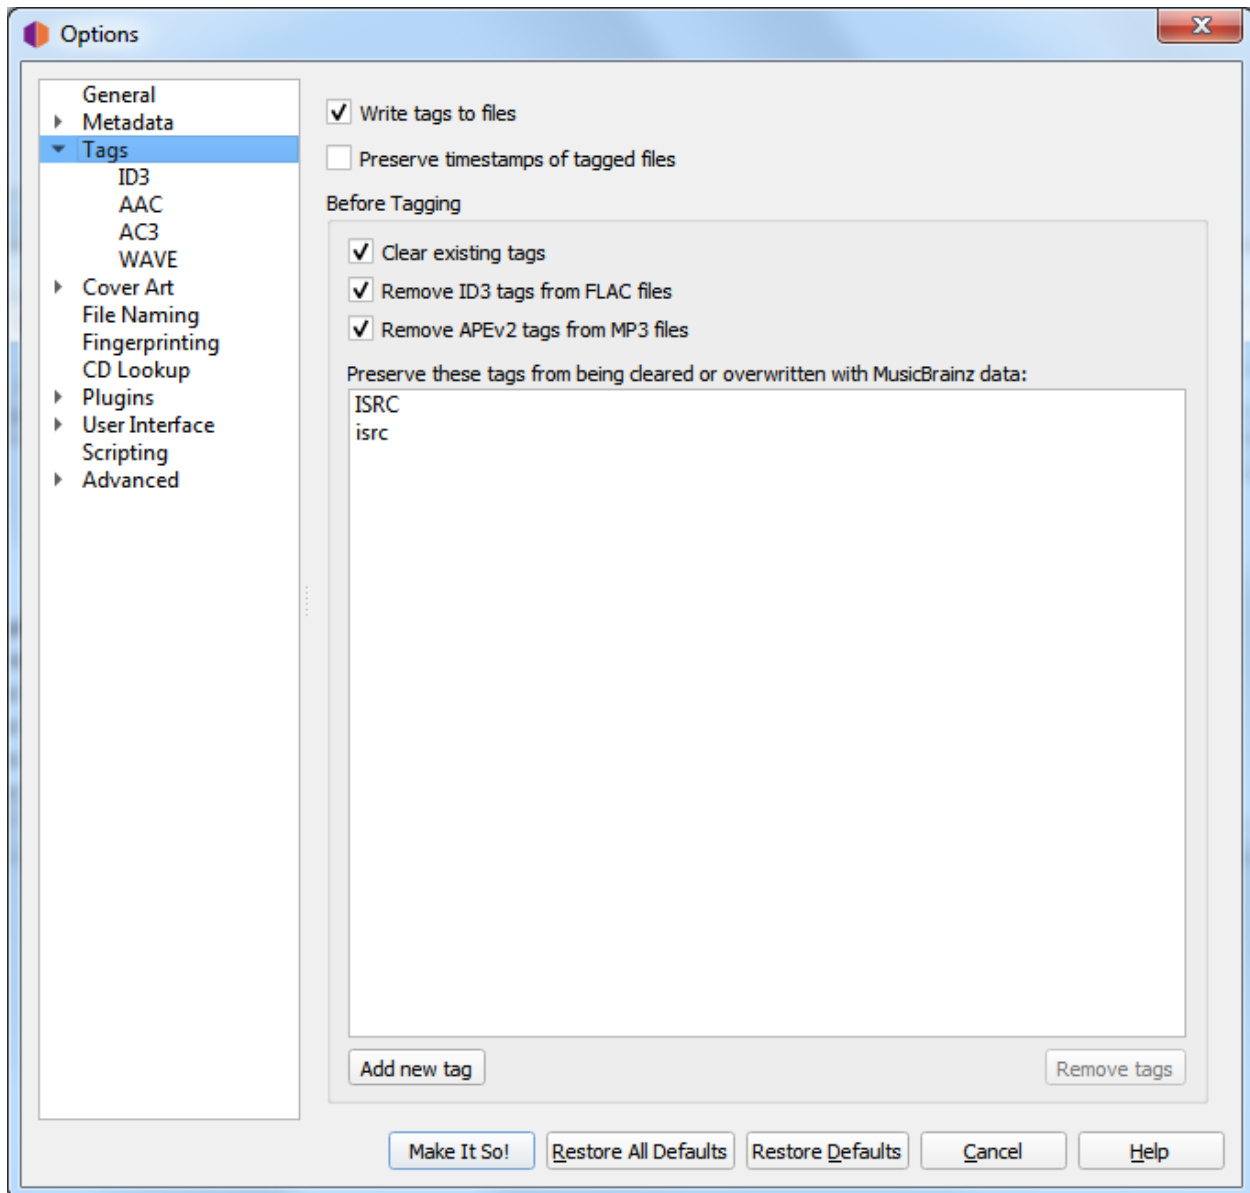 Options
General
Metadata
Tags
ID3
AAC
AC3
WAVE
Cover Art
File Naming
Fingerprinting
CD Lookup
Plugins
User Interface
Scripting
Advanced
Write tags to files
Preserve timestamps of tagged files
Before Tagging
Clear existing tags
Remove ID3 tags from FLAC files
Remove APEv2 tags from MP3 files
Preserve these tags from being cleared or overwritten with MusicBrainz data:
ISRC
isrc
Add new tag Remove tags
Make It So! Restore All Defaults Restore Defaults Cancel Help